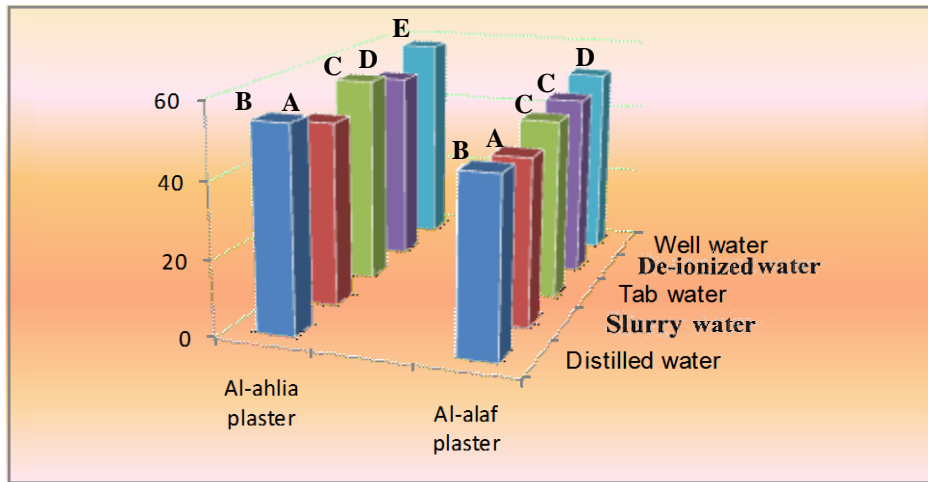 E
C D
B A
D
C
C
A
B
60
40
20
0
Well water
De-ionized water
Tab water
Slurry water
Distilled water
Al-ahlia
plaster
Al-alaf
plaster